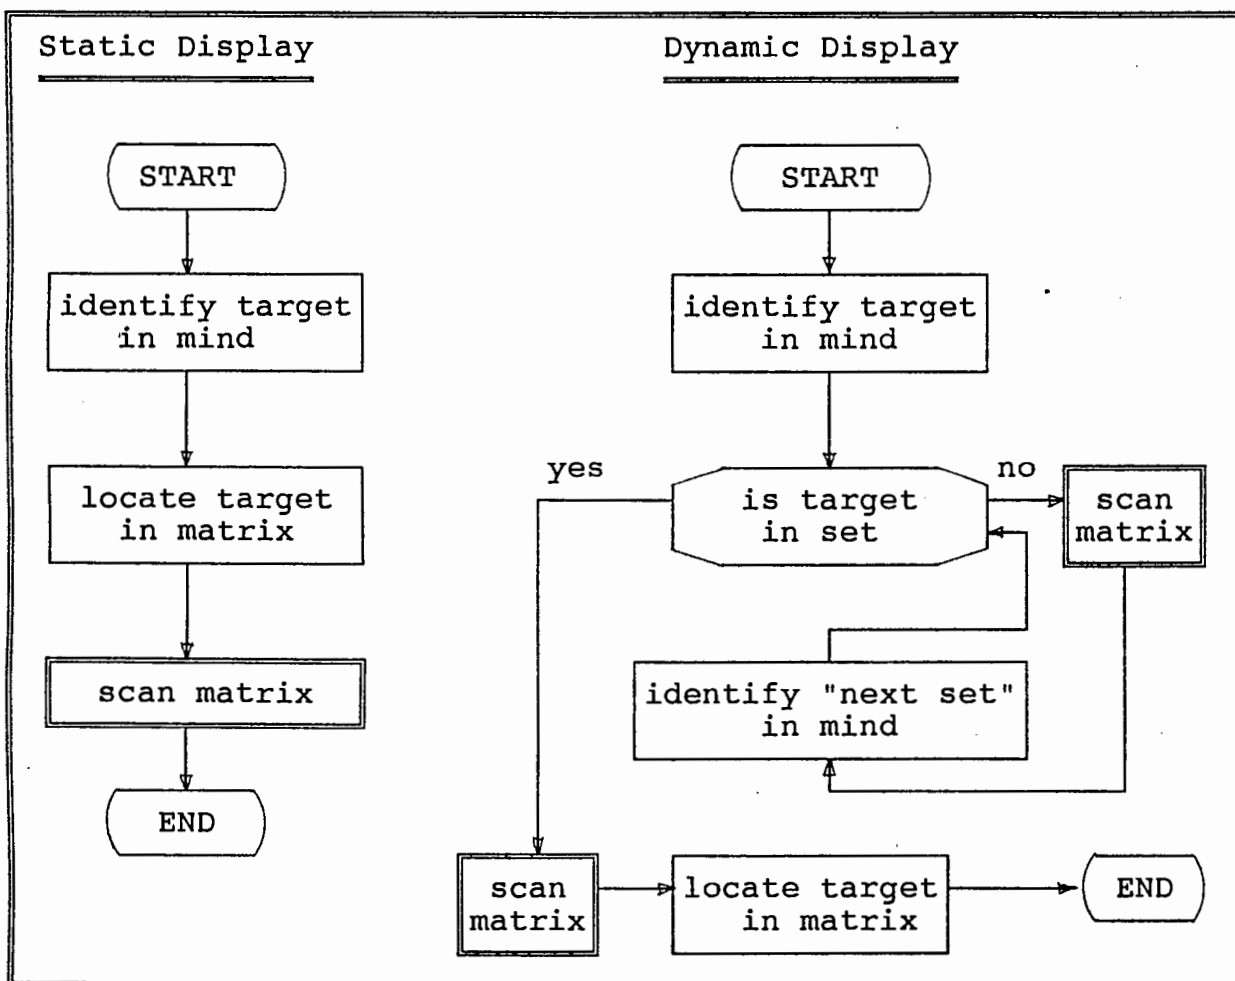 Static Display
START
identify target
in mind
locate target
in matrix
scan matrix
END
Dynamic Display
START
identify target
in mind
yes
is target
in set
no
scan
matrix
identify "next set"
in mind
scan
matrix
locate target
in matrix
END